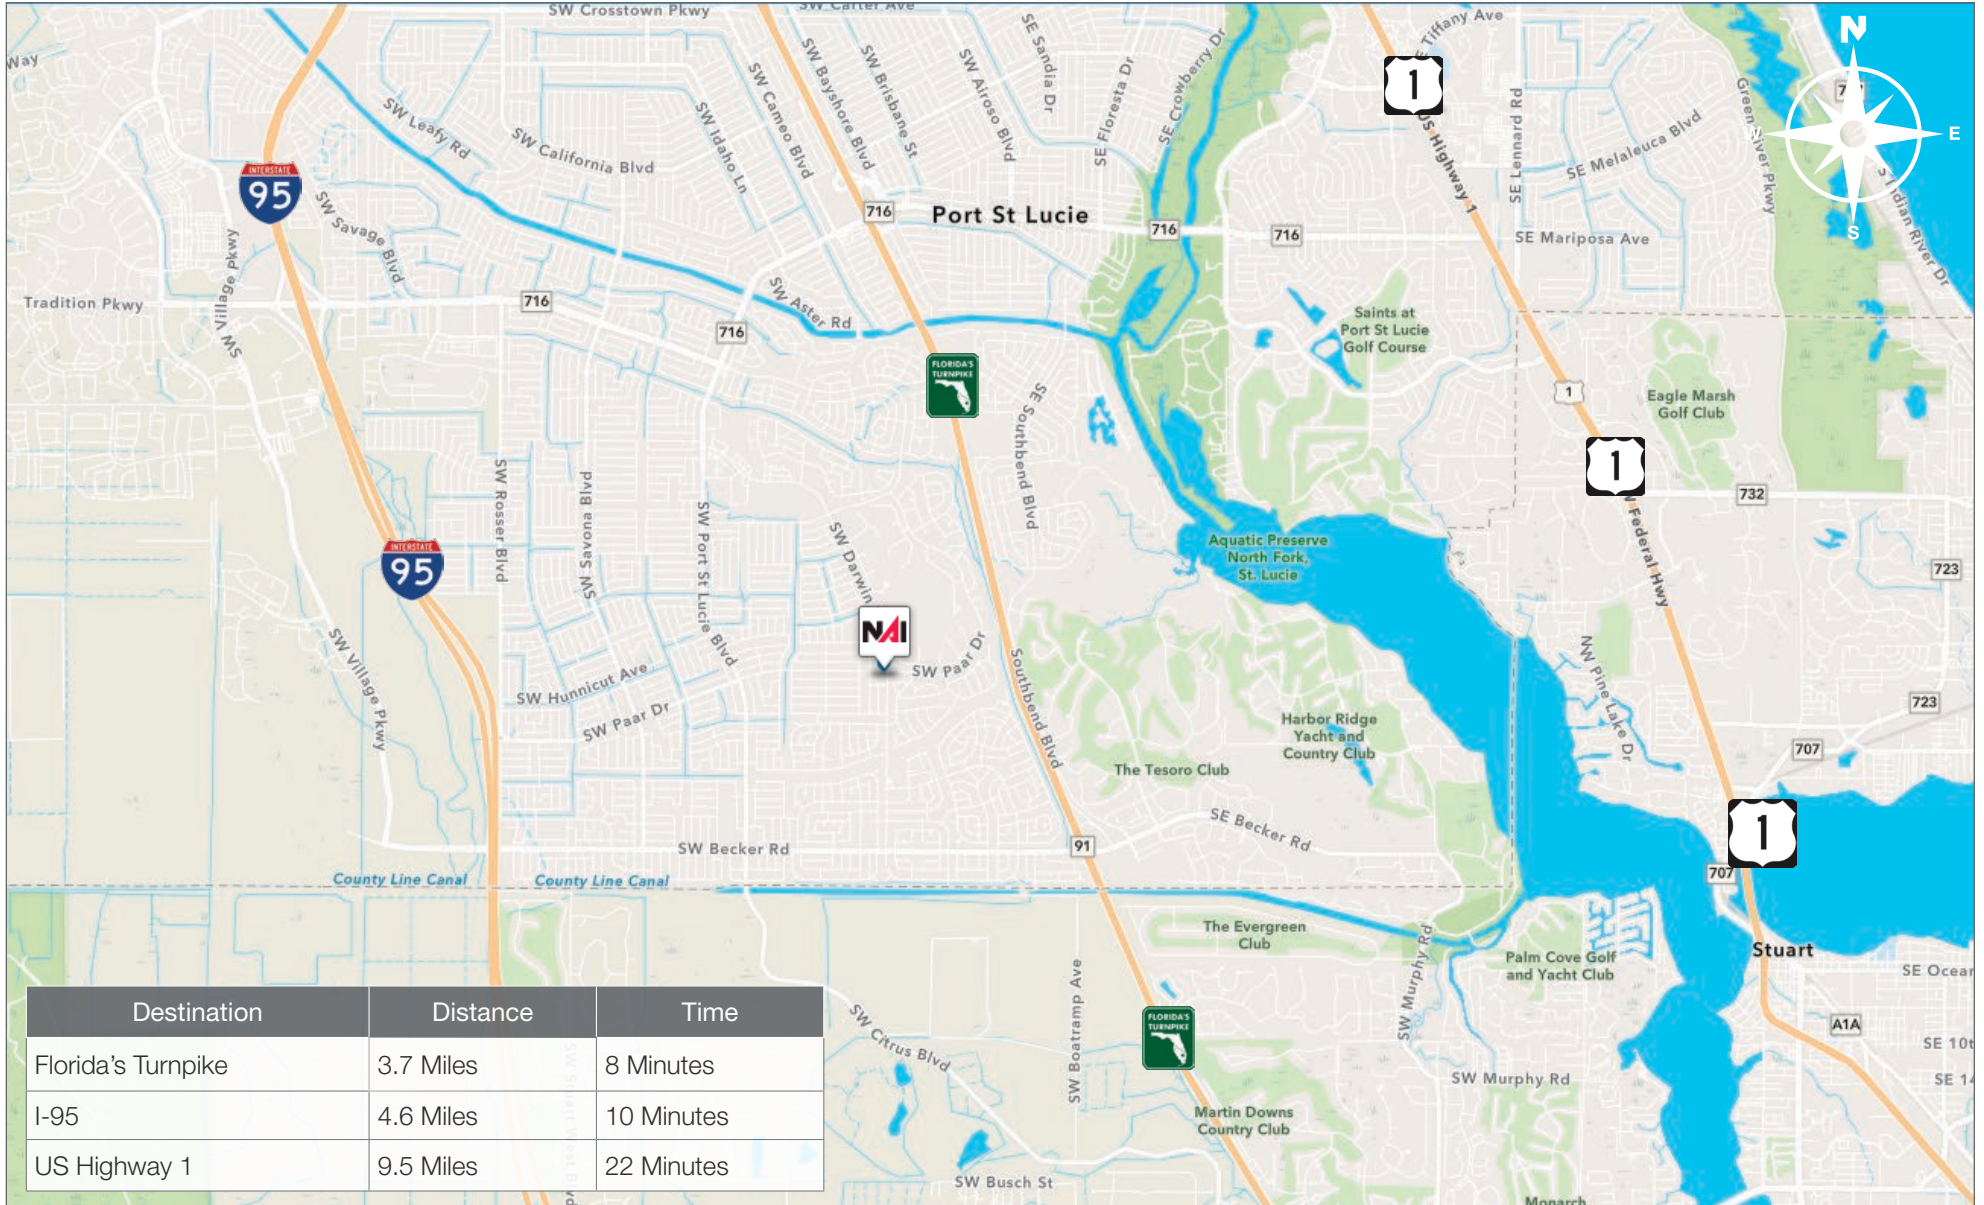 SW Crosstown Pkwy
SW Carter Ave
SE Tiffany Ave
N
Way
SE Sandia Dr
SW Leafy Rd
SW California Blvd
SW Idaho Ln
SW Cameo Blvd
SW Bayshore Blvd
SW Brisbane St
SW Airoso Blvd
SE Floresta Dr
SE Crowberry Dr
1
US Highway 1
SE Lennard Rd
SE Melaleuca Blvd
Green River Pkwy
W
E
S
S Indian River Dr
INTERSTATE
95
SW Savage Blvd
716
Port St Lucie
716
716
SE Mariposa Ave
Tradition Pkwy
SW Village Pkwy
716
716
SW Aster Rd
Saints at
Port St Lucie
Golf Course
FLORIDA'S
TURNPIKE
SE Southbend Blvd
1
Eagle Marsh
Golf Club
1
732
N Federal Hwy
SW Rosser Blvd
SW Savona Blvd
SW Port St Lucie Blvd
SW Darwin
Aquatic Preserve
North Fork,
St. Lucie
INTERSTATE
95
723
NAI
SW Paar Dr
SW Village Pkwy
SW Hunnicut Ave
SW Paar Dr
Southbend Blvd
NW Pine Lake Dr
723
Harbor Ridge
Yacht and
Country Club
707
The Tesoro Club
SE Becker Rd
1
SW Becker Rd
91
707
County Line Canal
County Line Canal
The Evergreen
Club
SW Murphy Rd
Palm Cove Golf
and Yacht Club
Stuart
SE Ocean
SW Boatramp Ave
SW Citrus Blvd
FLORIDA'S
TURNPIKE
A1A
SE 10t
SE 14
SW Murphy Rd
Martin Downs
Country Club
SW Busch St
Monarch
Destination Distance Time
Florida's Turnpike 3.7 Miles 8 Minutes
I-95 4.6 Miles 10 Minutes
US Highway 1 9.5 Miles 22 Minutes